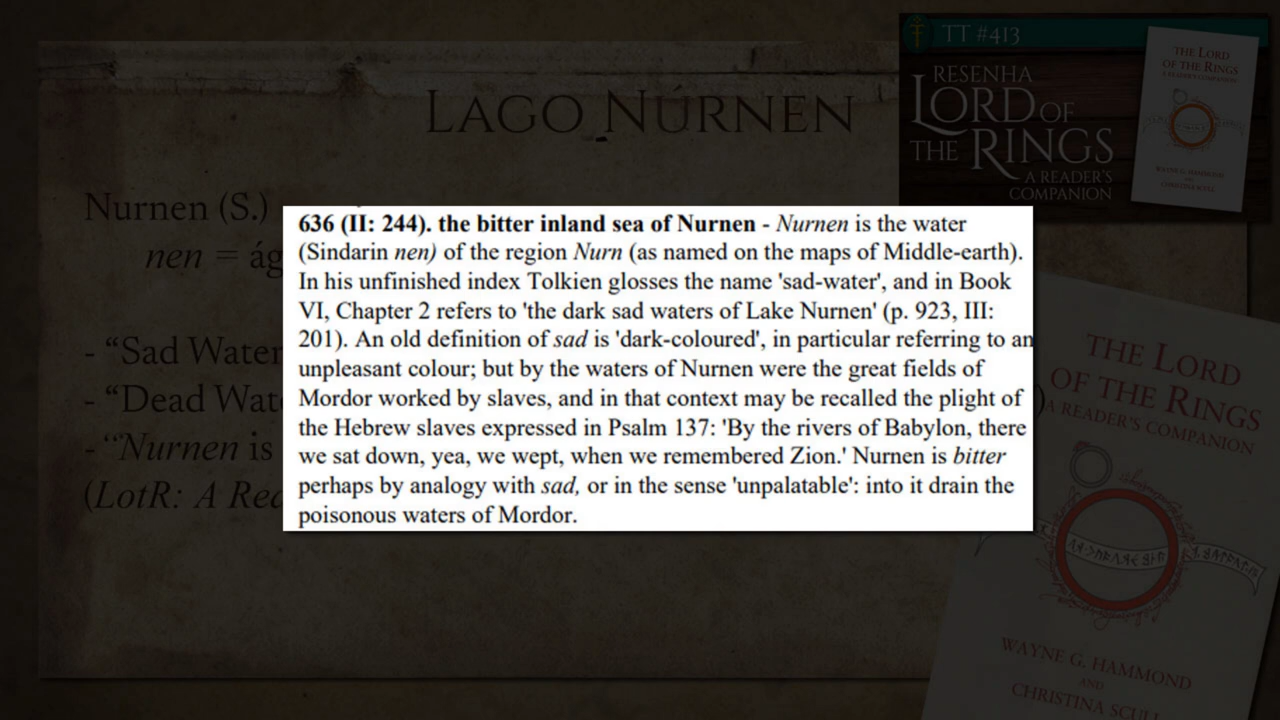 TT #413
RESENHA
LORD OF
THE RINGS
A READER'S
COMPANION
THE LORD
OF THE RINGS
A READER'S COMPANION
WAYNE G. HAMMOND
AND
CHRISTINA SCULL
LAGO NÚRNEN
Nurnen (S.)
nen = ág
- “Sad Water
- “Dead Wat
- “Nurnen is
(LotR: A Rea
636 (II: 244). the bitter inland sea of Nurnen - Nurnen is the water
(Sindarin nen) of the region Nurn (as named on the maps of Middle-earth).
In his unfinished index Tolkien glosses the name 'sad-water', and in Book
VI, Chapter 2 refers to 'the dark sad waters of Lake Nurnen' (p. 923, III:
201). An old definition of sad is 'dark-coloured', in particular referring to an
unpleasant colour; but by the waters of Nurnen were the great fields of
Mordor worked by slaves, and in that context may be recalled the plight of
the Hebrew slaves expressed in Psalm 137: 'By the rivers of Babylon, there
we sat down, yea, we wept, when we remembered Zion.' Nurnen is bitter
perhaps by analogy with sad, or in the sense 'unpalatable': into it drain the
poisonous waters of Mordor.
)
THE LORD
OF THE RINGS
A READER'S COMPANION
WAYNE G. HAMMOND
AND
CHRISTINA SCULL